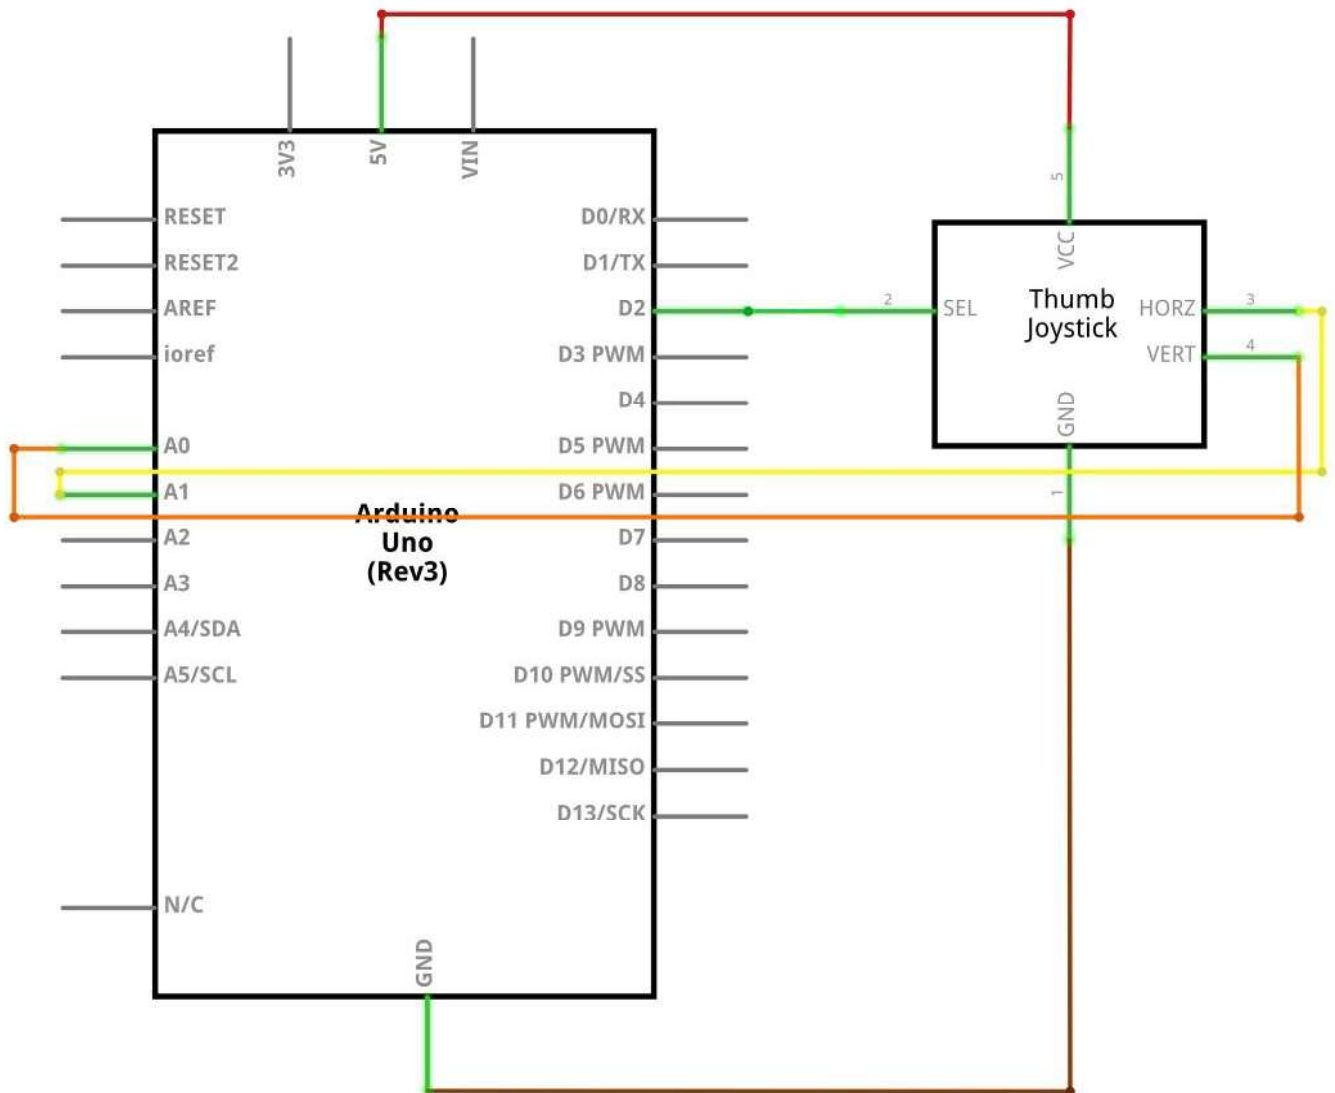 3V3
5V
VIN
RESET
RESET2
AREF
ioref
A0
A1
A2
A3
A4/SDA
A5/SCL
N/C
Arduino
Uno
(Rev3)
D0/RX
D1/TX
D2
D3 PWM
D4
D5 PWM
D6 PWM
D7
D8
D9 PWM
D10 PWM/SS
D11 PWM/MOSI
D12/MISO
D13/SCK
GND
5
VCC
2
SEL
Thumb
Joystick
HORZ
3
VERT
4
GND
1